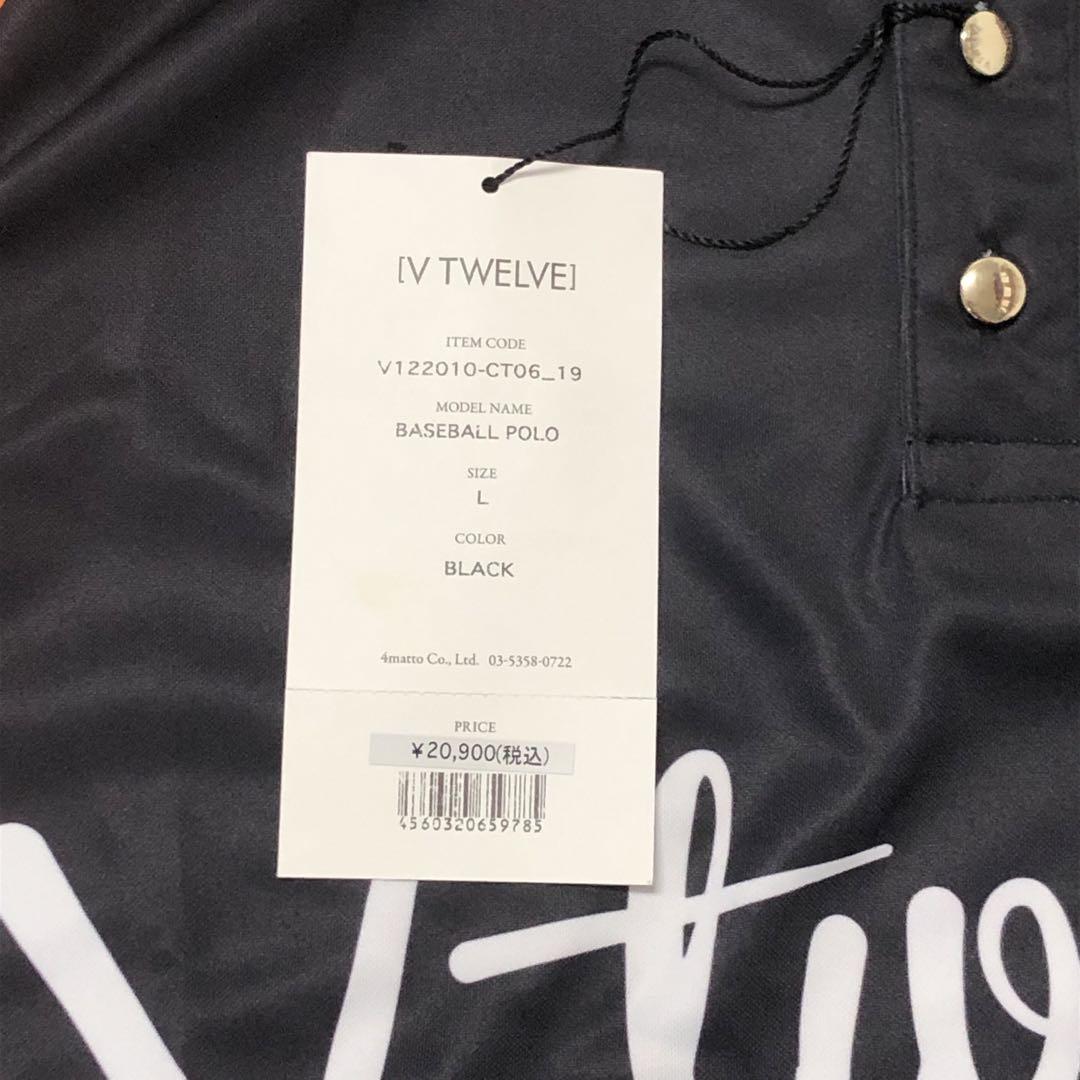 [V TWELVE]
ITEM CODE
V122010-CT06_19
MODEL NAME
BASEBALL POLO
SIZE
L
COLOR
BLACK
4matto Co., Ltd. 03-5358-0722
PRICE
¥20,900(税込)
4560320659785
Vtw